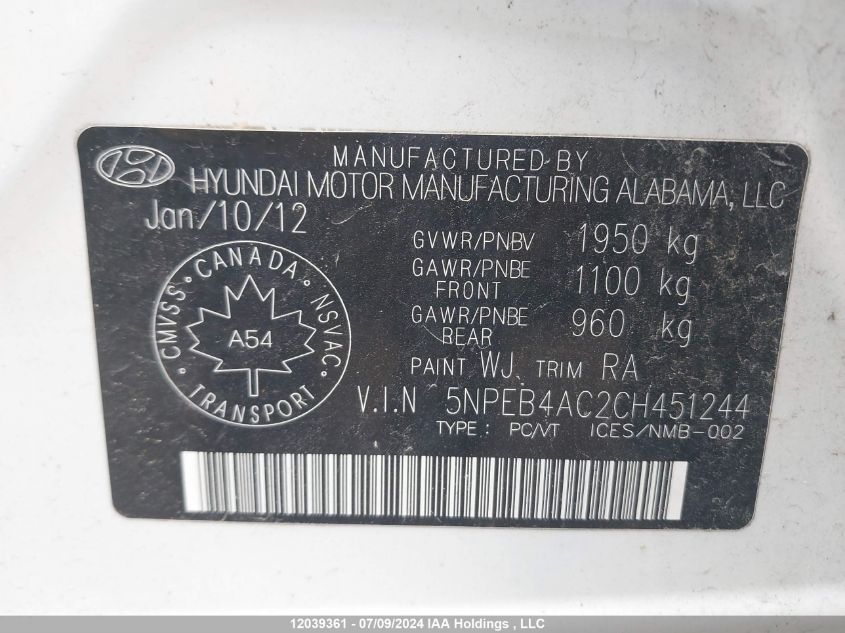 MANUFACTURED BY
HYUNDAI MOTOR MANUFACTURING ALABAMA, LLC
Jan/10/12
GVWR/PNBV 1950 kg
GAWR/PNBE FRONT 1100 kg
GAWR/PNBE REAR 960 kg
CANADA
CMVSS NSVAC
A54
TRANSPORT
PAINT WJ TRIM RA
V.I.N 5NPEB4AC2CH451244
TYPE : PC/VT ICES/NMB-002
12039361 - 07/09/2024 IAA Holdings , LLC